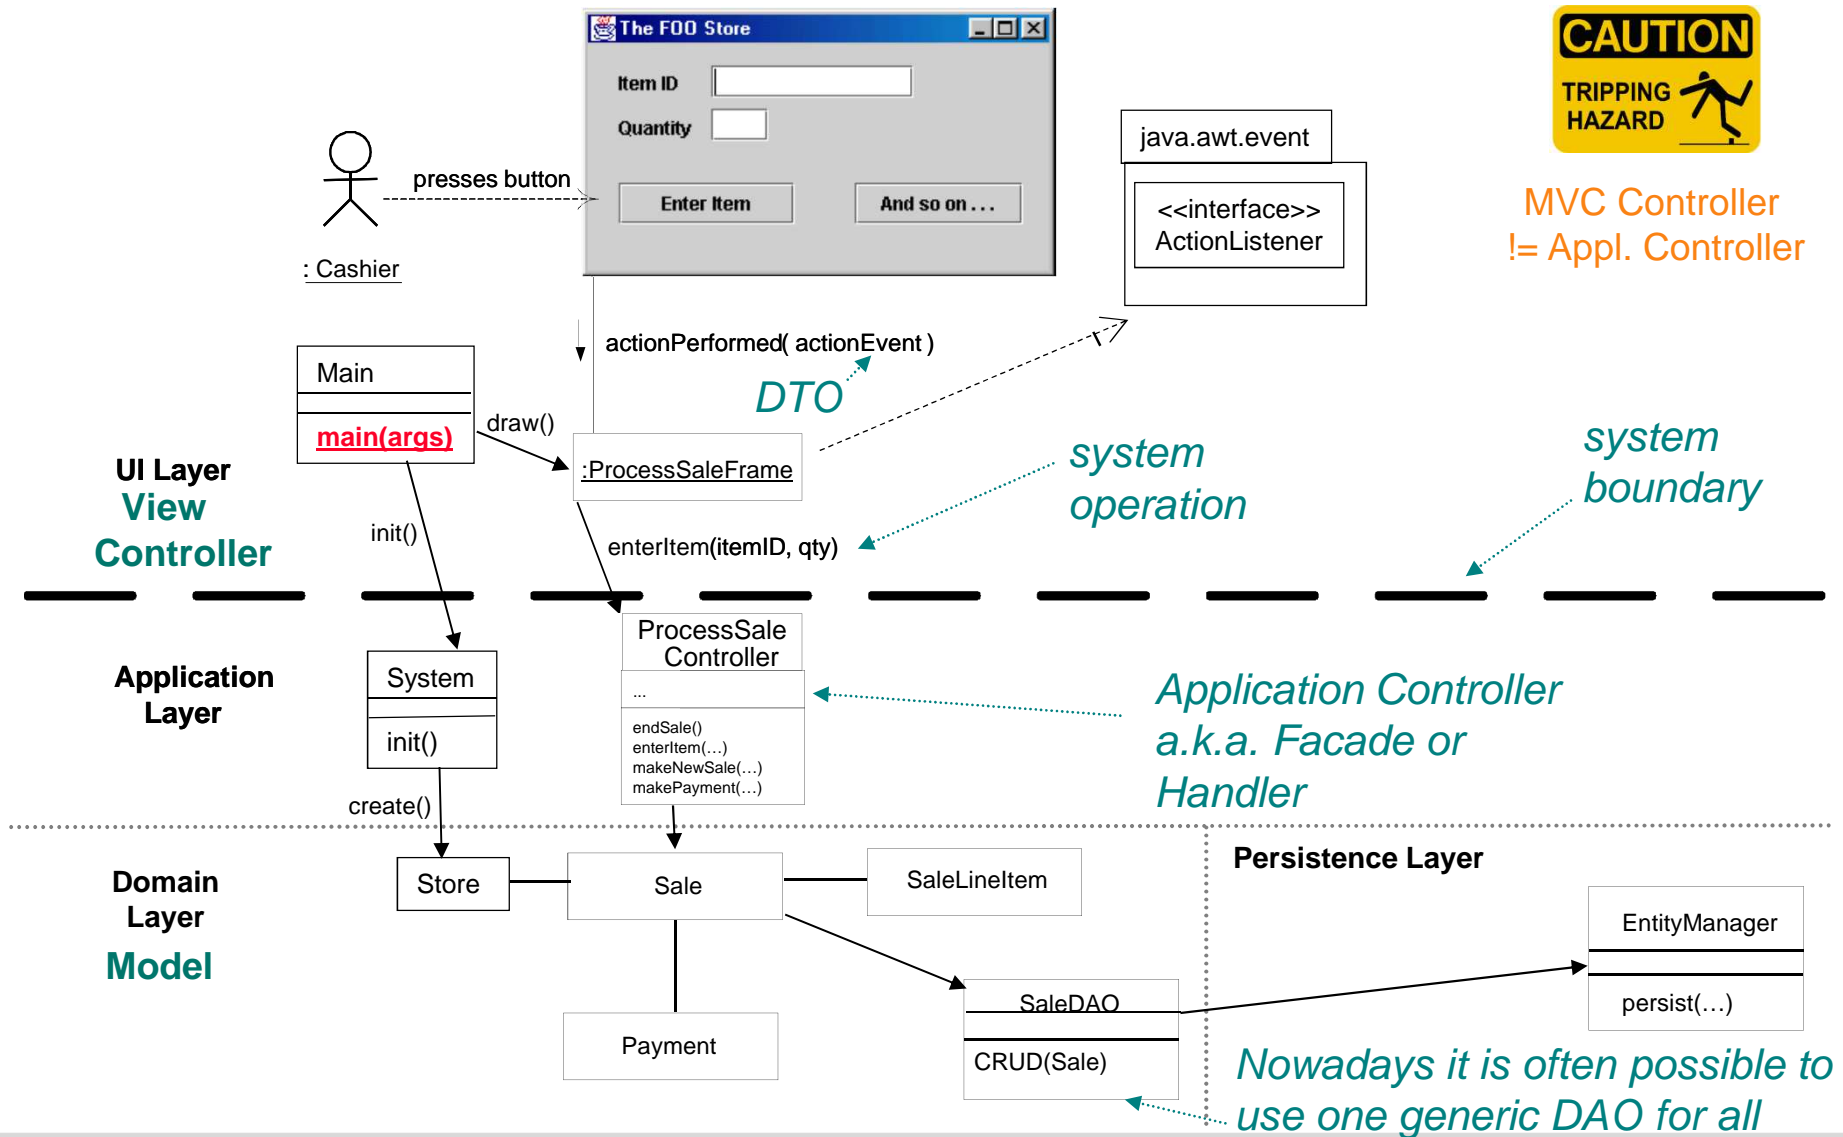 The FOO Store
Item ID
Quantity
Enter Item
And so on . . .
CAUTION
TRIPPING
HAZARD
MVC Controller
!= Appl. Controller
java.awt.event
<<interface>>
ActionListener
presses button
: Cashier
actionPerformed( actionEvent )
DTO
Main
main(args)
draw()
:ProcessSaleFrame
system
operation
system
boundary
UI Layer
View
Controller
init()
enterItem(itemID, qty)
Application
Layer
System
init()
ProcessSale
Controller
...
endSale()
enterItem(…)
makeNewSale(…)
makePayment(…)
Application Controller
a.k.a. Facade or
Handler
create()
Domain
Layer
Model
Store
Sale
SaleLineItem
Payment
SaleDAO
CRUD(Sale)
Persistence Layer
EntityManager
persist(…)
Nowadays it is often possible to
use one generic DAO for all